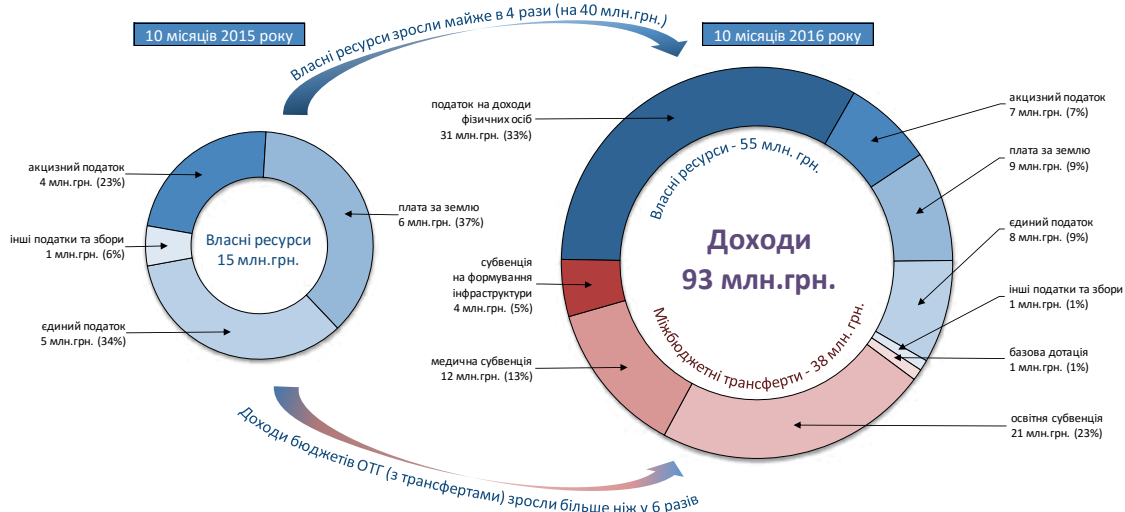 10 місяців 2015 року
Власні ресурси зросли майже в 4 рази (на 40 млн.грн.)
10 місяців 2016 року
акцизний податок
4 млн.грн. (23%)
плата за землю
6 млн.грн. (37%)
інші податки та збори
1 млн.грн. (6%)
єдиний податок
5 млн.грн. (34%)
Власні ресурси
15 млн.грн.
податок на доходи
фізичних осіб
31 млн.грн. (33%)
акцизний податок
7 млн.грн. (7%)
плата за землю
9 млн.грн. (9%)
єдиний податок
8 млн.грн. (9%)
інші податки та збори
1 млн.грн. (1%)
базова дотація
1 млн.грн. (1%)
освітня субвенція
21 млн.грн. (23%)
медична субвенція
12 млн.грн. (13%)
субвенція
на формування
інфраструктури
4 млн.грн. (5%)
Власні ресурси - 55 млн. грн.
Доходи
93 млн.грн.
Міжбюджетні трансферти - 38 млн. грн.
Доходи бюджетів ОТГ (з трансфертами) зросли більше ніж у 6 разів